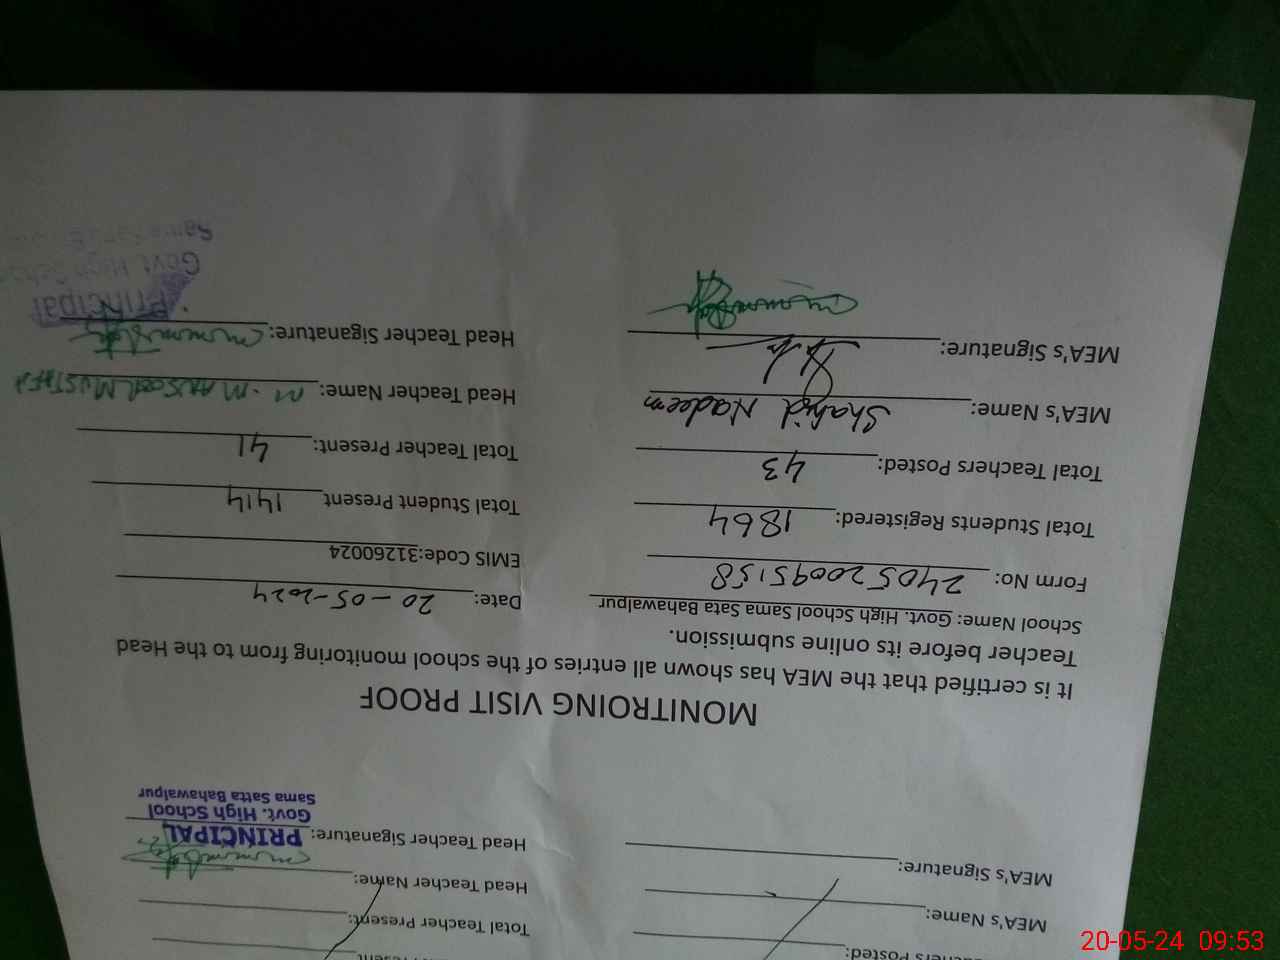 Posted:
MEA's Name:
Total Teacher Present:
MEA's Signature:
Head Teacher Name:
Head Teacher Siganature:
PRINCIPAL
Govt. High School
Sama Satta Bahawalpur
MONITROING VISIT PROOF
It is certified that the MEA has shown all entries of the school monitoring from to the Head
Teacher before its online submission.
School Name: Govt. High School Sama Sata Bahawalpur
Date: 20-05-2024
Form No: 240520095158
EMIS Code:31260024
Total Students Registered: 1864
Total Student Present 1414
Total Teachers Posted: 43
Total Teacher Present: 41
MEA's Name: Shahid Nadeem
Head Teacher Name: M. MAQSOOD MUSTAFA
MEA's Signature:
Head Teacher Siganature:
Principal
Govt. High School
20-05-24 09:53